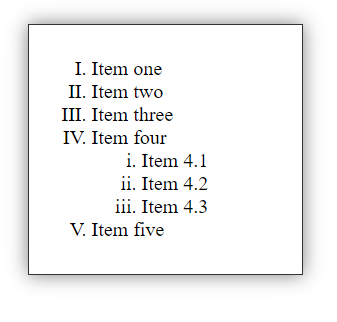 I. Item one
II. Item two
III. Item three
IV. Item four
i. Item 4.1
ii. Item 4.2
iii. Item 4.3
V. Item five